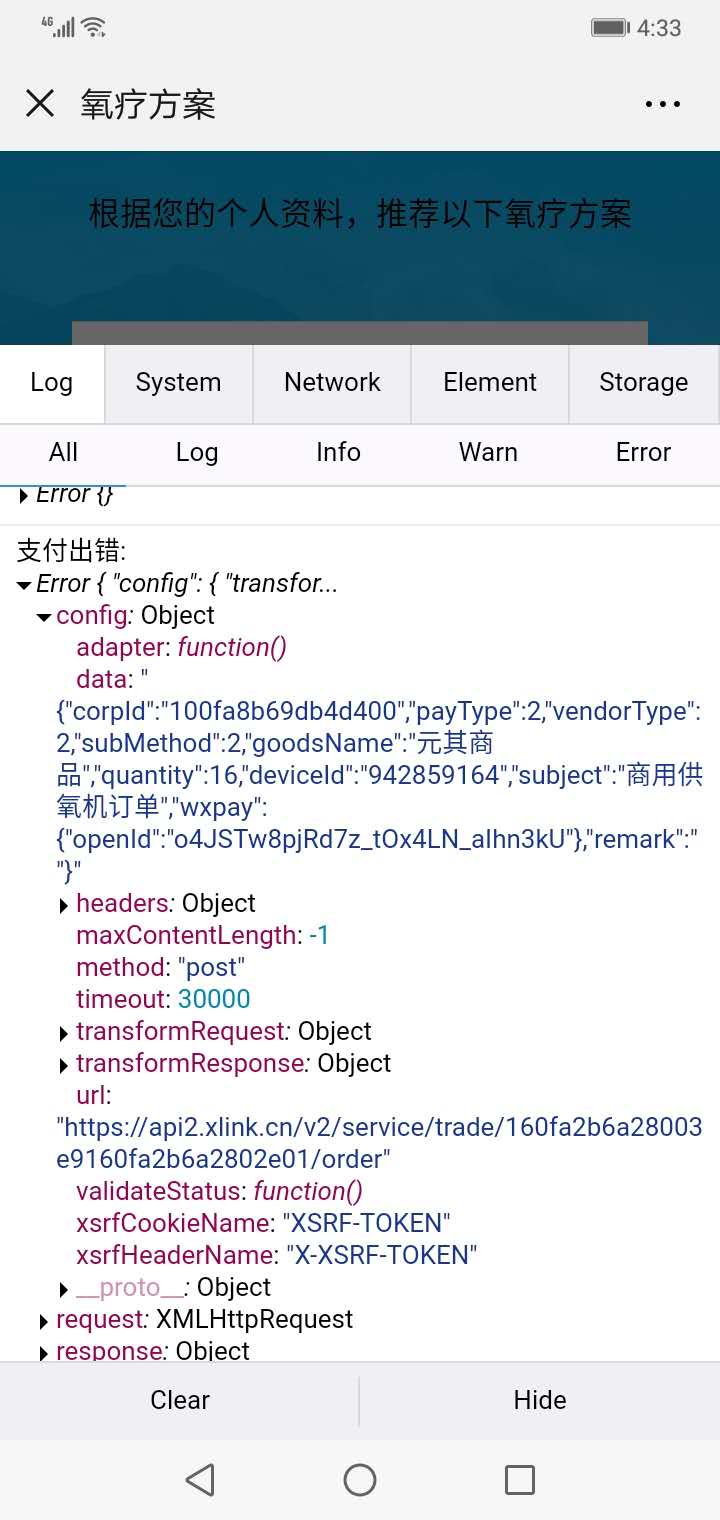 4G 4:33
氧疗方案
根据您的个人资料，推荐以下氧疗方案
Log System Network Element Storage
All Log Info Warn Error
Error {}
支付出错:
Error { "config": { "transfor...
config: Object
adapter: function()
data: "
{"corpId":"100fa8b69db4d400","payType":2,"vendorType":
2,"subMethod":2,"goodsName":"元其商
品","quantity":16,"deviceId":"942859164","subject":"商用供
氧机订单","wxpay":
{"openId":"o4JSTw8pjRd7z_tOx4LN_aIhn3kU"},"remark":"
"}"
headers: Object
maxContentLength: -1
method: "post"
timeout: 30000
transformRequest: Object
transformResponse: Object
url:
"https://api2.xlink.cn/v2/service/trade/160fa2b6a28003
e9160fa2b6a2802e01/order"
validateStatus: function()
xsrfCookieName: "XSRF-TOKEN"
xsrfHeaderName: "X-XSRF-TOKEN"
__proto__: Object
request: XMLHttpRequest
response: Object
Clear Hide